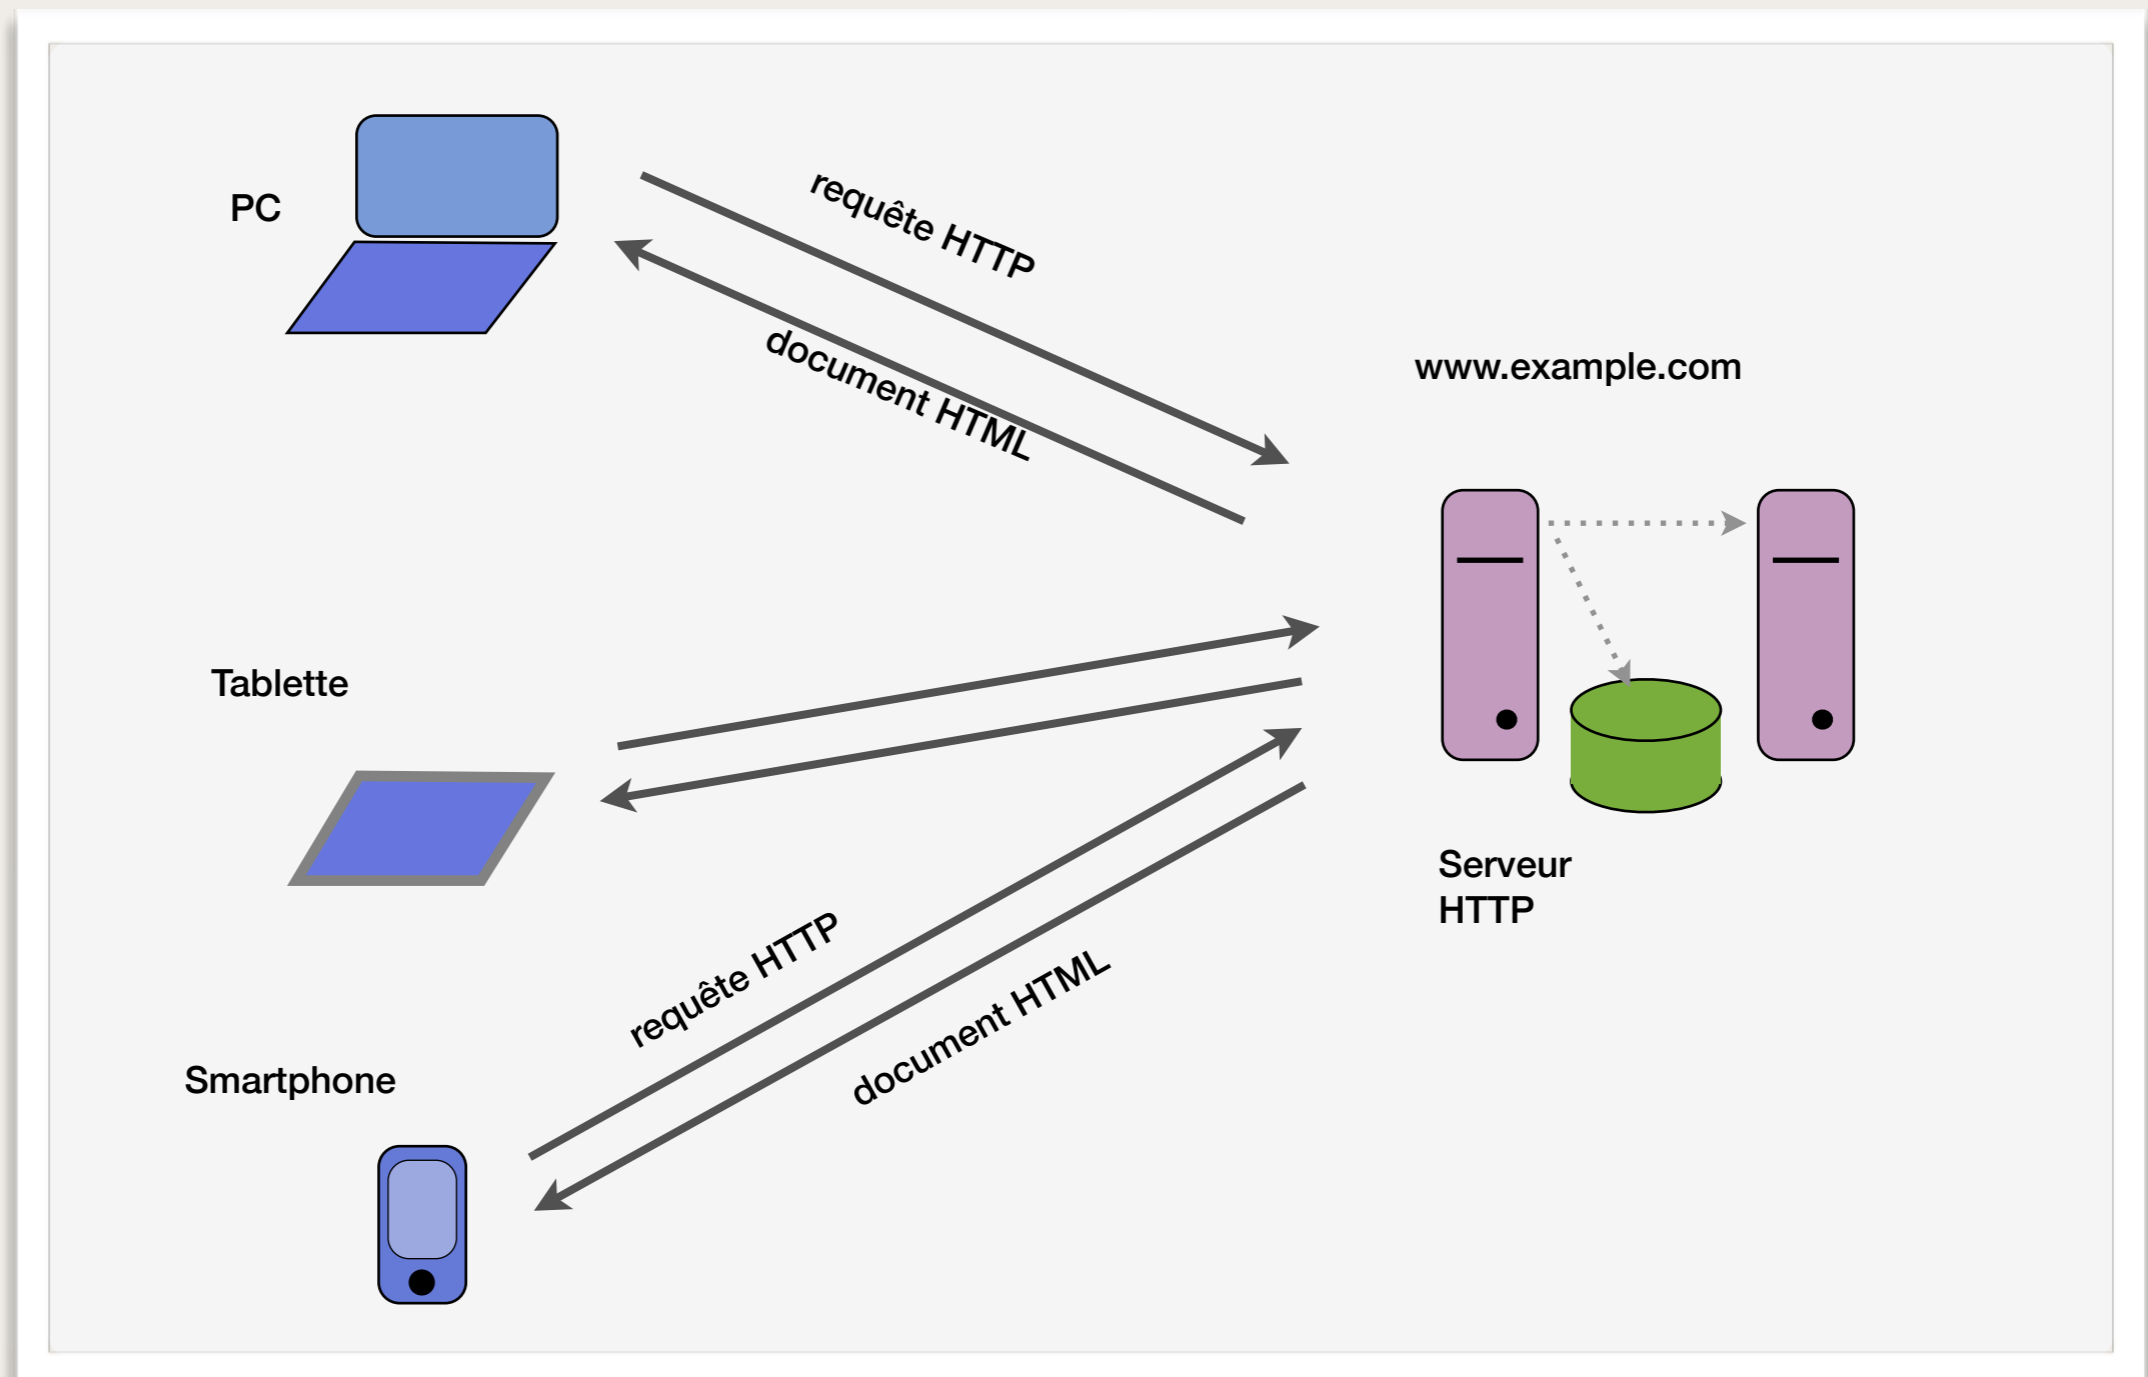 PC
requête HTTP
document HTML
www.example.com
Tablette
Serveur
HTTP
requête HTTP
document HTML
Smartphone